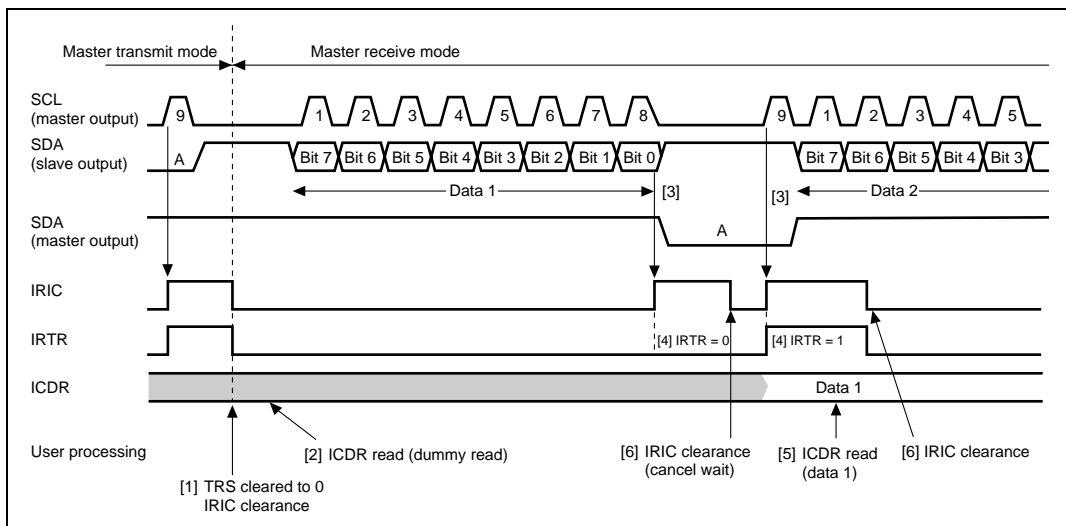 Master transmit mode Master receive mode
SCL
(master output)
9 1 2 3 4 5 6 7 8 9 1 2 3 4 5
SDA
(slave output)
A Bit 7 Bit 6 Bit 5 Bit 4 Bit 3 Bit 2 Bit 1 Bit 0 Bit 7 Bit 6 Bit 5 Bit 4 Bit 3
Data 1 [3] [3] Data 2
SDA
(master output)
A
IRIC
IRTR
[4] IRTR = 0 [4] IRTR = 1
ICDR
Data 1
User processing
[2] ICDR read (dummy read)
[6] IRIC clearance
(cancel wait)
[5] ICDR read
(data 1)
[6] IRIC clearance
[1] TRS cleared to 0
IRIC clearance